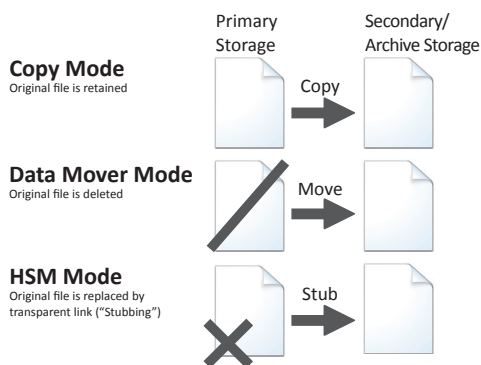 Primary
Storage
Secondary/
Archive Storage
Copy Mode
Original file is retained
Copy
Data Mover Mode
Original file is deleted
Move
HSM Mode
Original file is replaced by
transparent link (“Stubbing”)
Stub